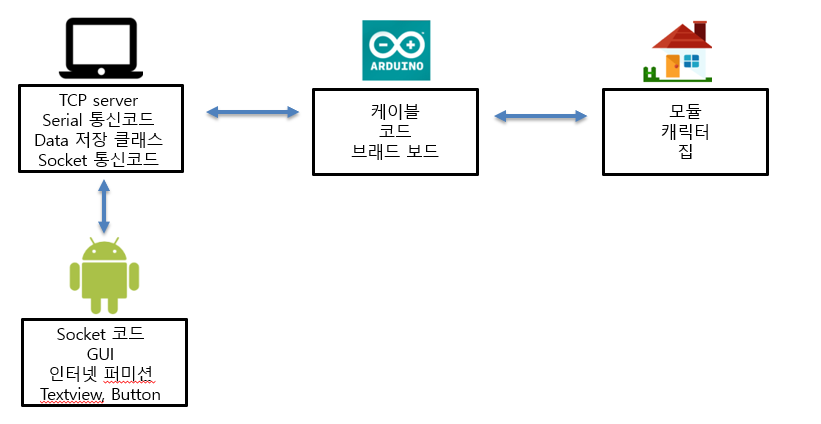 TCP server
Serial 통신코드
Data 저장 클래스
Socket 통신코드
ARDUINO
케이블
코드
브래드 보드
모듈
캐릭터
집
Socket 코드
GUI
인터넷 퍼미션
Textview, Button